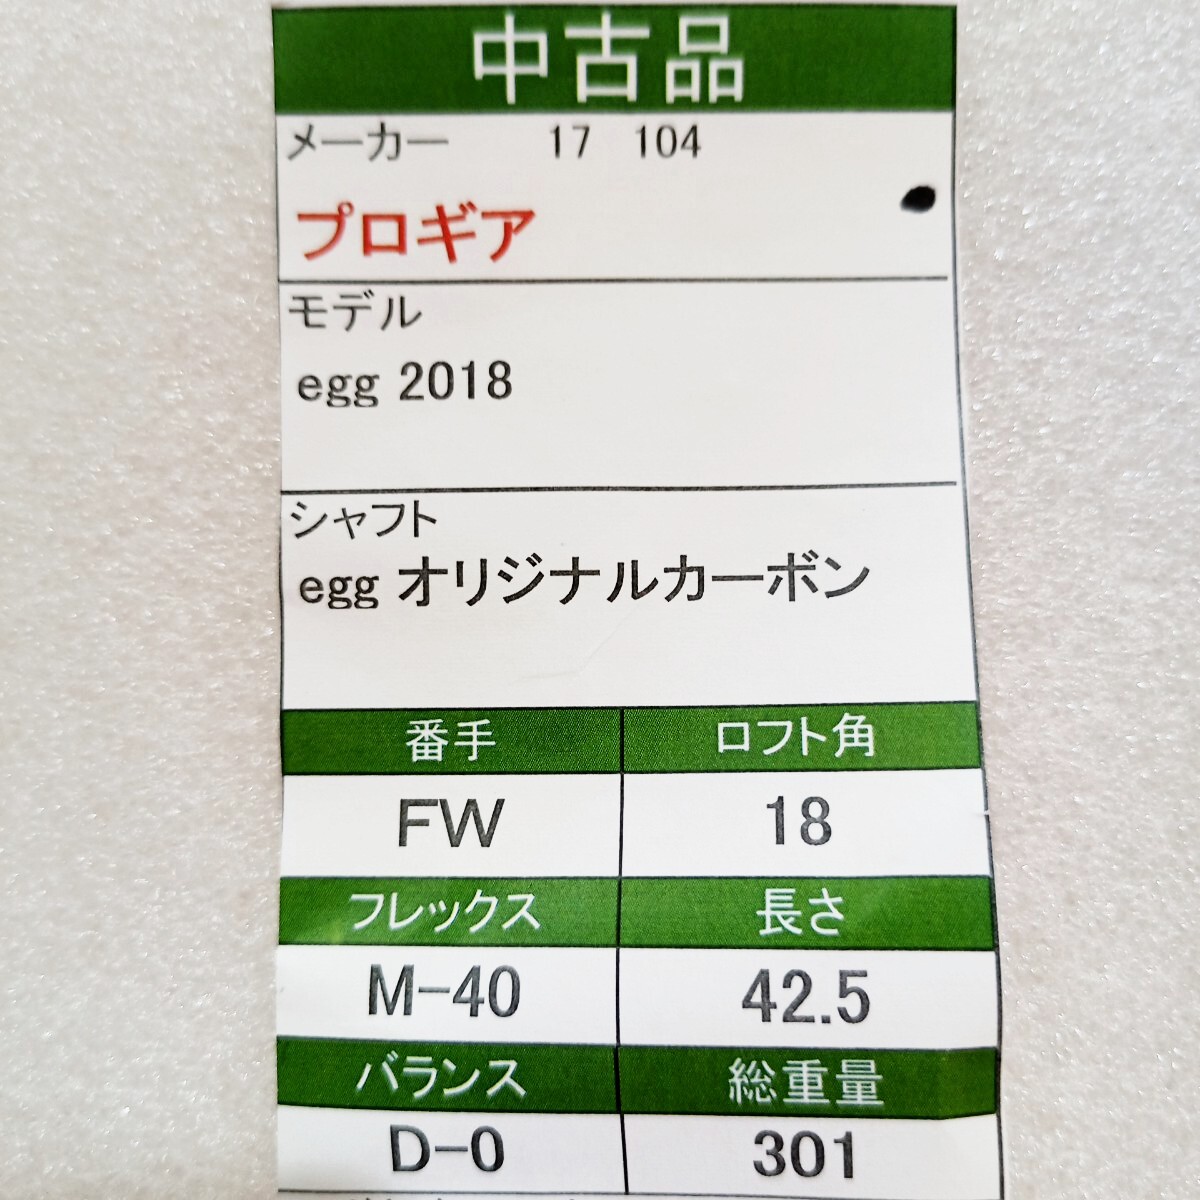 中古品
メーカー 17 104
プロギア
モデル
egg 2018
シャフト
egg オリジナルカーボン
番手 ロフト角
FW 18
フレックス 長さ
M-40 42.5
バランス 総重量
D-0 301